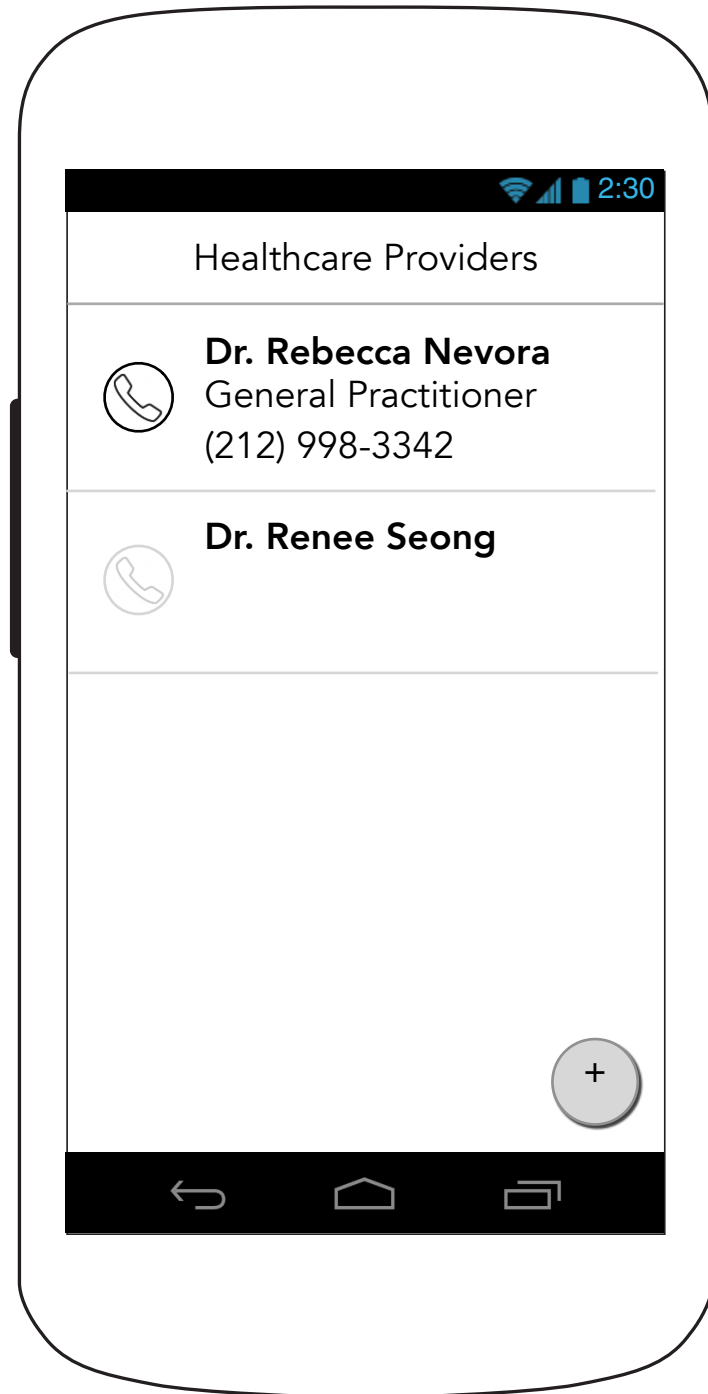 2:30
Healthcare Providers
Dr. Rebecca Nevora
General Practitioner
(212) 998-3342
Dr. Renee Seong
+